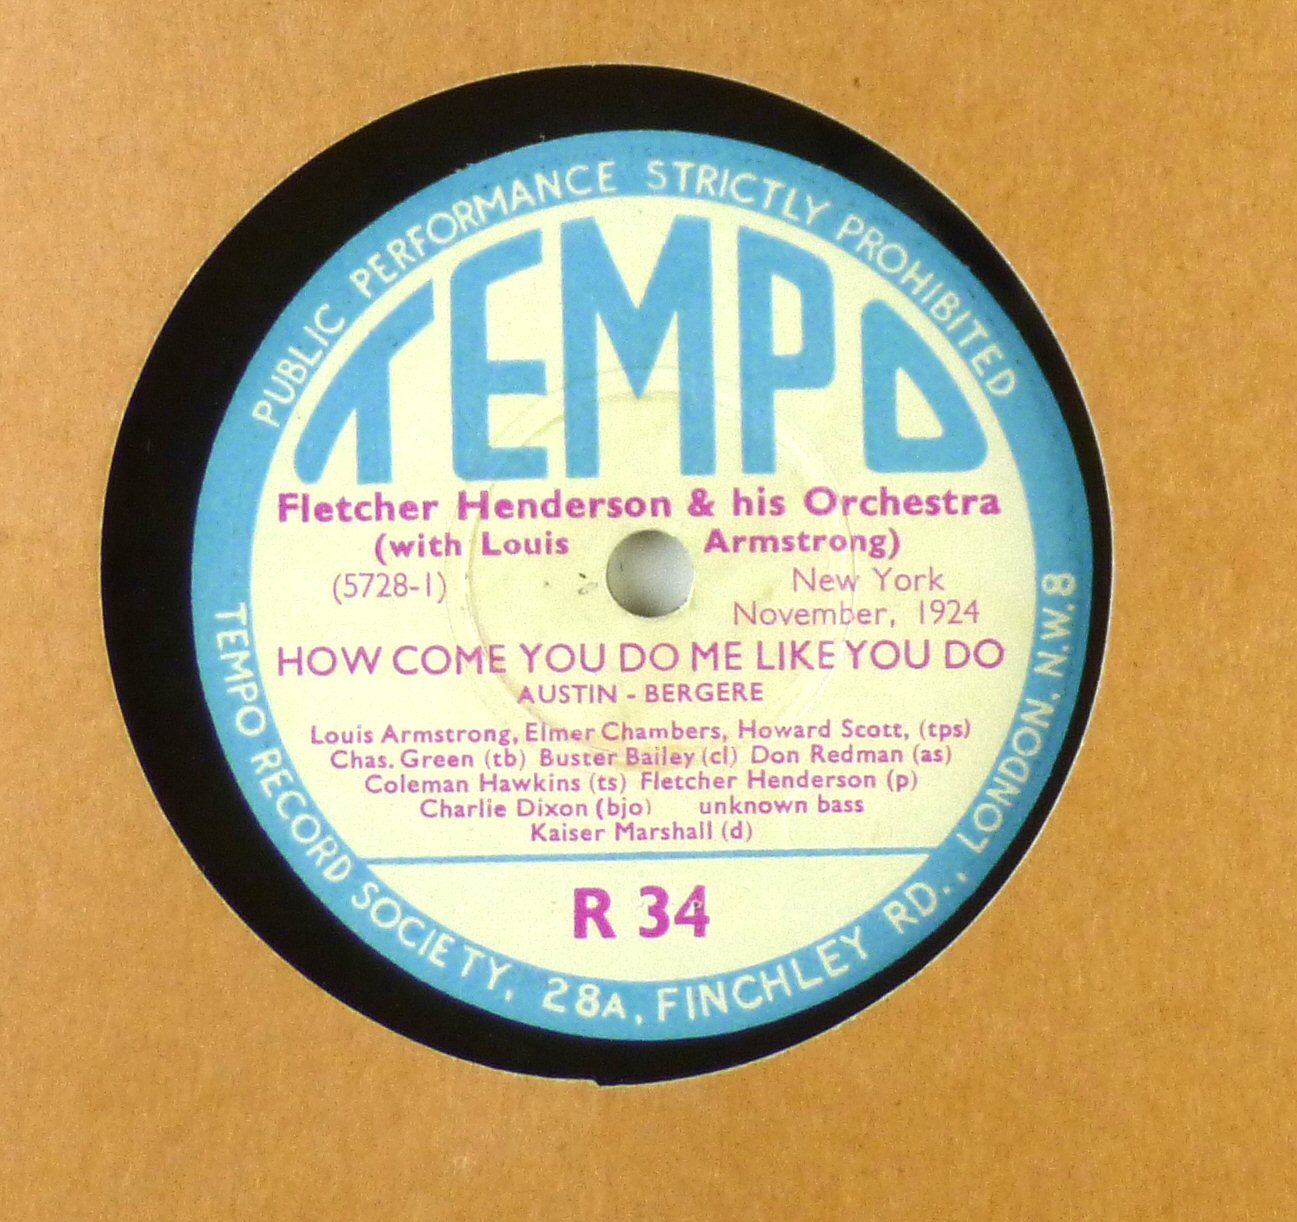 PUBLIC PERFORMANCE STRICTLY PROHIBITED
TEMPO
Fletcher Henderson & his Orchestra
(with Louis Armstrong)
(5728-1) New York
November, 1924
HOW COME YOU DO ME LIKE YOU DO
AUSTIN - BERGERE
Louis Armstrong, Elmer Chambers, Howard Scott, (tps)
Chas. Green (tb) Buster Bailey (cl) Don Redman (as)
Coleman Hawkins (ts) Fletcher Henderson (p)
Charlie Dixon (bjo) unknown bass
Kaiser Marshall (d)
R 34
TEMPO RECORD SOCIETY, 28A, FINCHLEY RD., LONDON, N.W.8